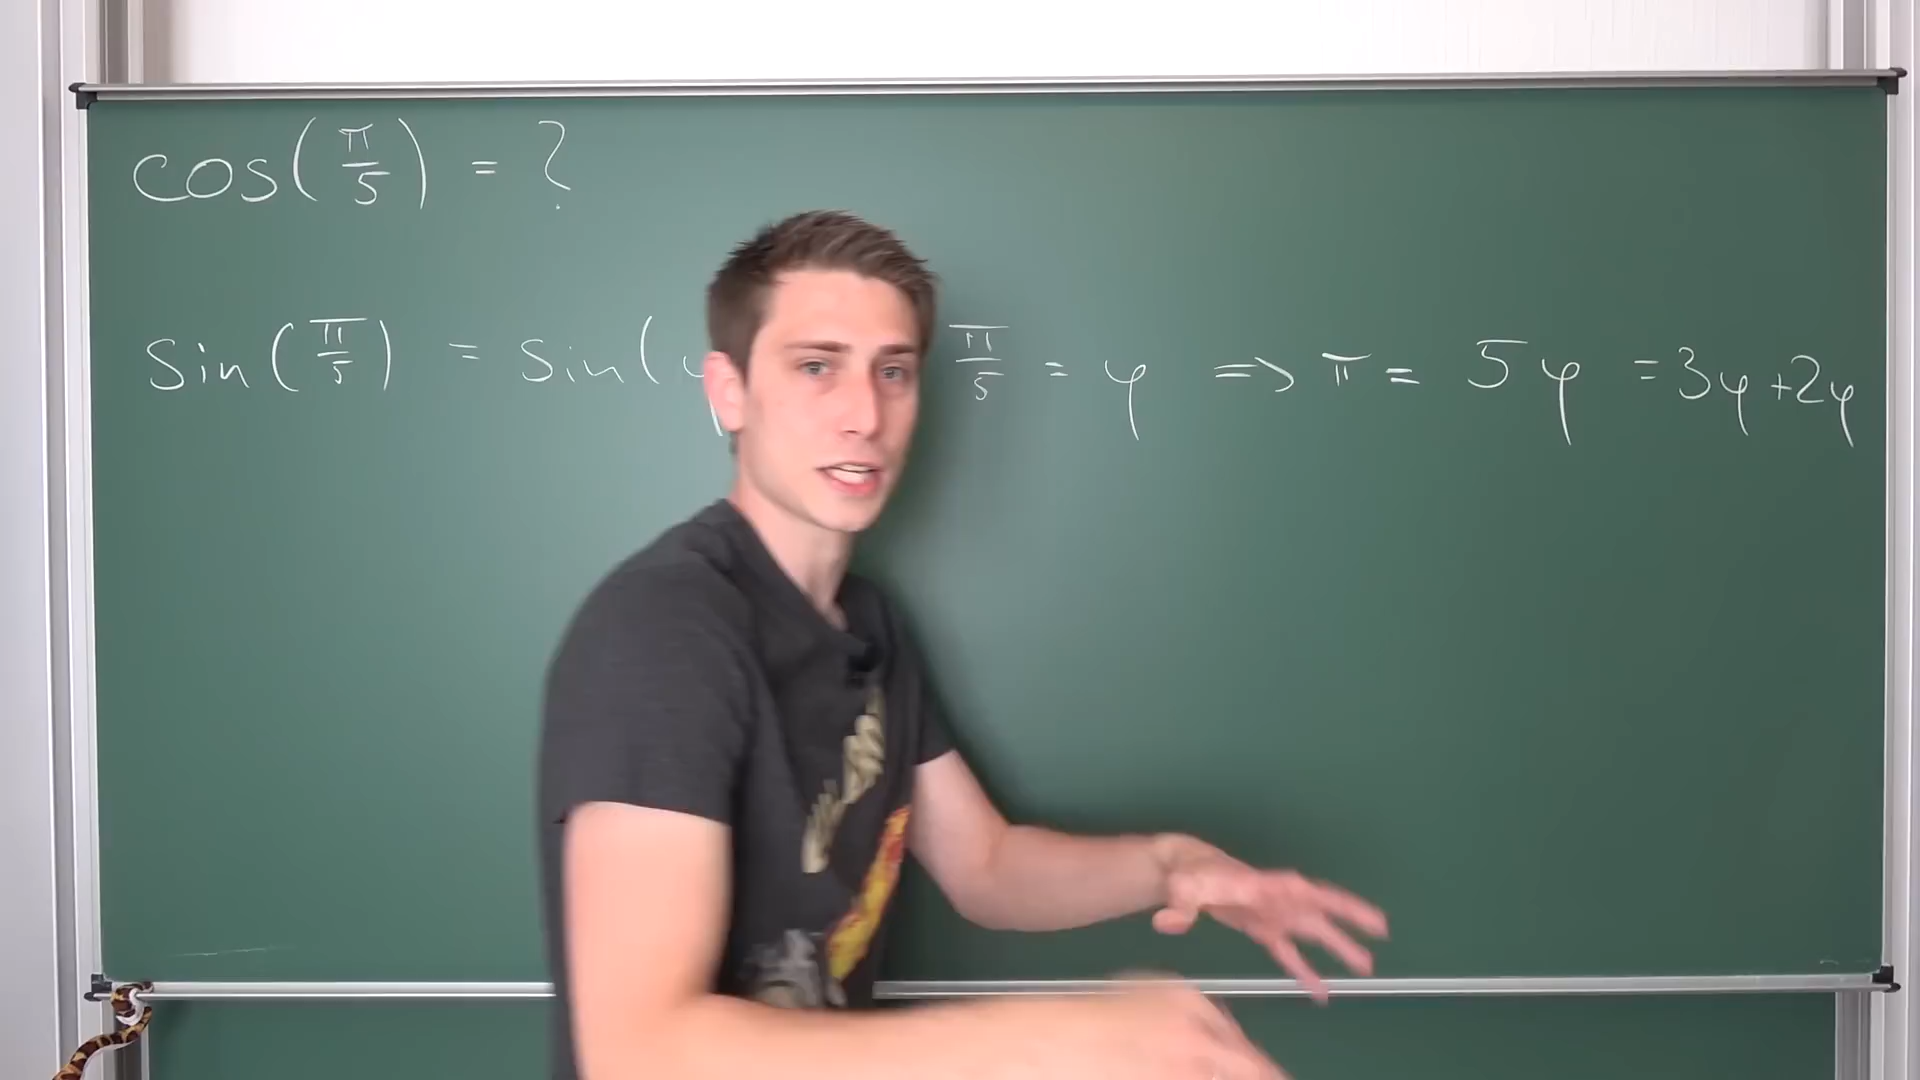 cos(π/5) = ?
sin(π/5) = sin(φ π/5 = φ => π = 5φ = 3φ + 2φ